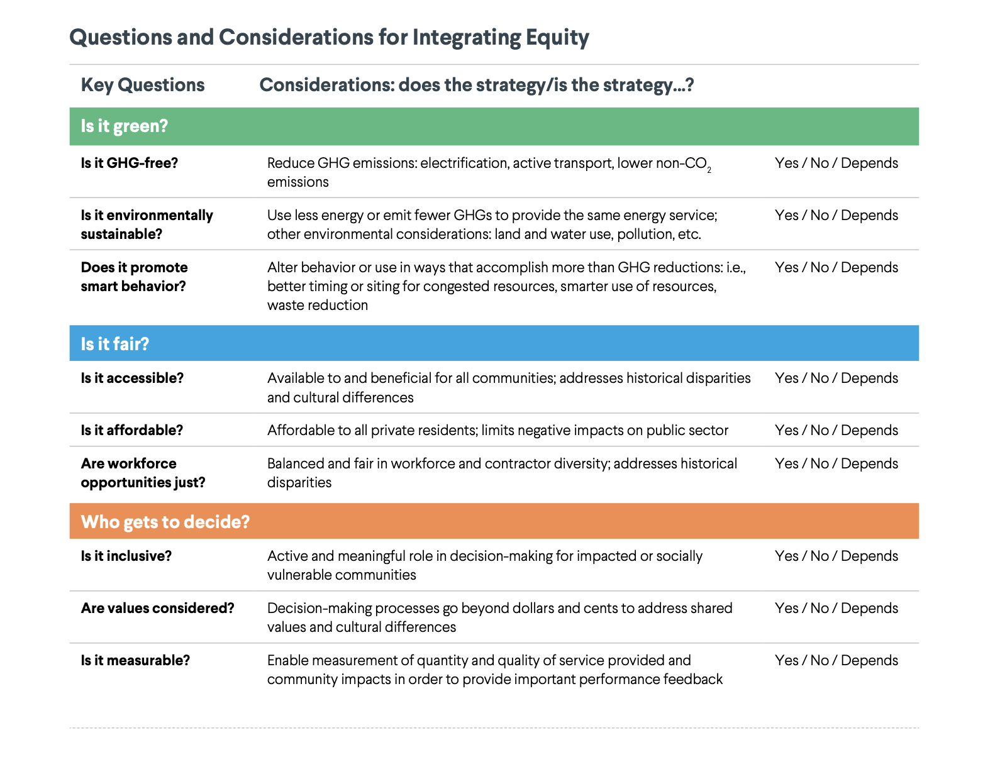 Questions and Considerations for Integrating Equity
Key Questions Considerations: does the strategy/is the strategy...?
Is it green?
Is it GHG-free? Reduce GHG emissions: electrification, active transport, lower non-CO₂ Yes / No / Depends
emissions
Is it environmentally Use less energy or emit fewer GHGs to provide the same energy service; Yes / No / Depends
sustainable? other environmental considerations: land and water use, pollution, etc.
Does it promote Alter behavior or use in ways that accomplish more than GHG reductions: i.e., Yes / No / Depends
smart behavior? better timing or siting for congested resources, smarter use of resources,
waste reduction
Is it fair?
Is it accessible? Available to and beneficial for all communities; addresses historical disparities Yes / No / Depends
and cultural differences
Is it affordable? Affordable to all private residents; limits negative impacts on public sector Yes / No / Depends
Are workforce Balanced and fair in workforce and contractor diversity; addresses historical Yes / No / Depends
opportunities just? disparities
Who gets to decide?
Is it inclusive? Active and meaningful role in decision-making for impacted or socially Yes / No / Depends
vulnerable communities
Are values considered? Decision-making processes go beyond dollars and cents to address shared Yes / No / Depends
values and cultural differences
Is it measurable? Enable measurement of quantity and quality of service provided and Yes / No / Depends
community impacts in order to provide important performance feedback